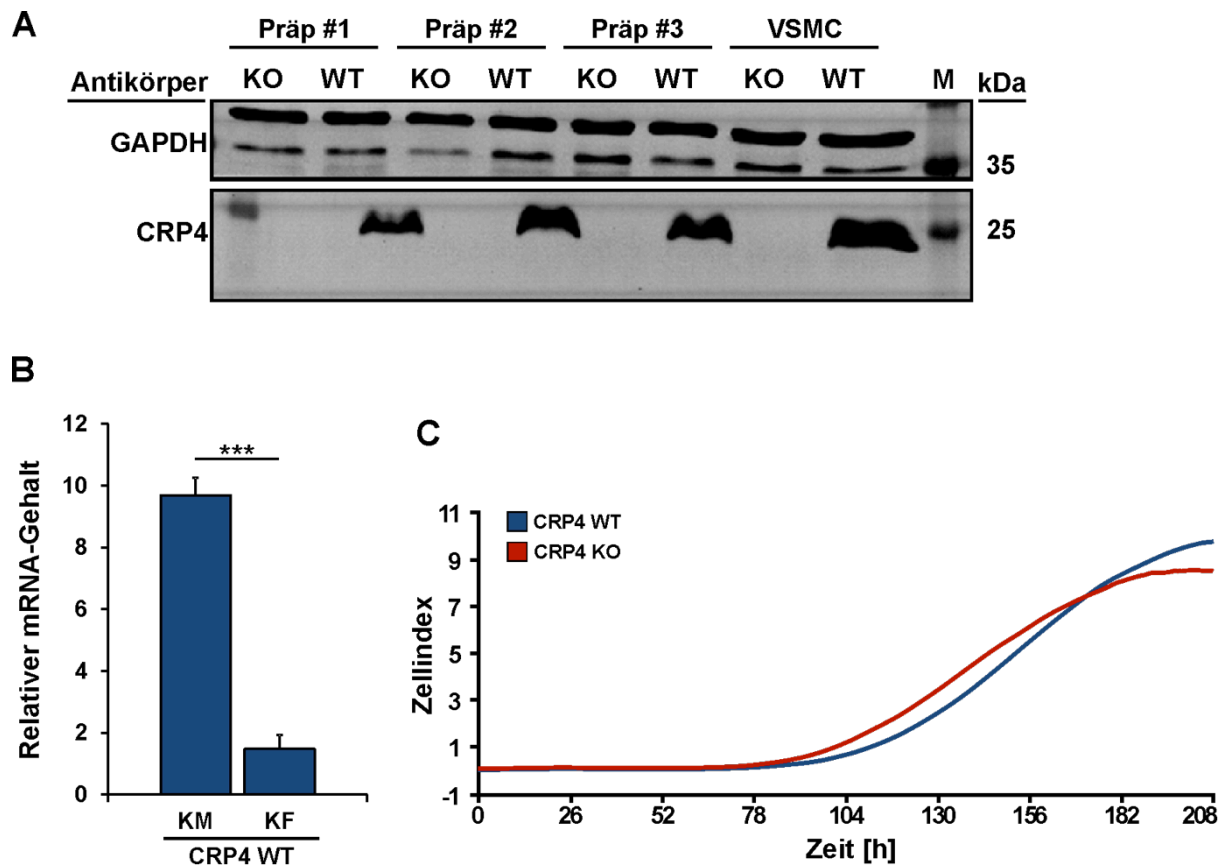 A
Präp #1 Präp #2 Präp #3 VSMC
Antikörper KO WT KO WT KO WT KO WT M kDa
GAPDH 35
CRP4 25
B
Relativer mRNA-Gehalt
12
10
8
6
4
2
0
***
KM KF
CRP4 WT
C
CRP4 WT
CRP4 KO
Zellindex
11
9
7
5
3
1
-1
0 26 52 78 104 130 156 182 208
Zeit [h]